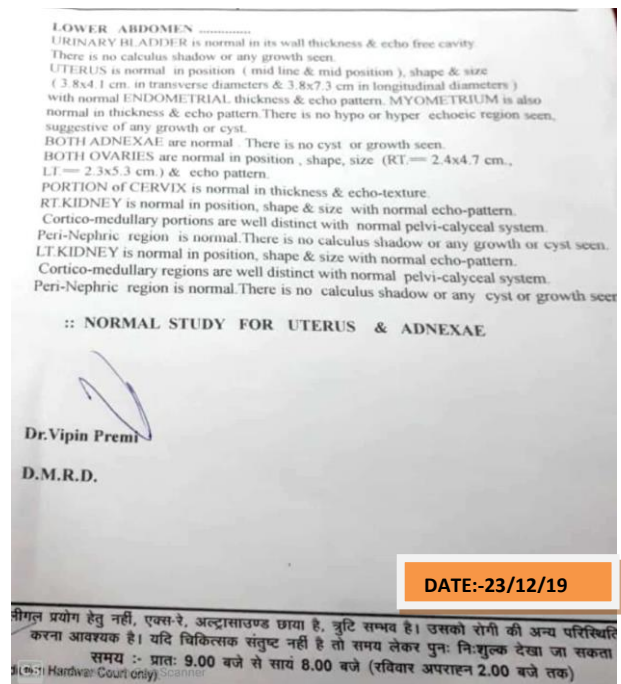 LOWER ABDOMEN .............
URINARY BLADDER is normal in its wall thickness & echo free cavity
There is no calculus shadow or any growth seen.
UTERUS is normal in position ( mid line & mid position ), shape & size
( 3.8x4.1 cm. in transverse diameters & 3.8x7.3 cm in longitudinal diameters )
with normal ENDOMETRIAL thickness & echo pattern. MYOMETRIUM is also
normal in thickness & echo pattern.There is no hypo or hyper echoeic region seen,
suggestive of any growth or cyst.
BOTH ADNEXAE are normal . There is no cyst or growth seen.
BOTH OVARIES are normal in position , shape, size (RT.== 2.4x4.7 cm.,
LT.== 2.3x5.3 cm.) & echo pattern.
PORTION of CERVIX is normal in thickness & echo-texture.
RT.KIDNEY is normal in position, shape & size with normal echo-pattern.
Cortico-medullary portions are well distinct with normal pelvi-calyceal system.
Peri-Nephric region is normal.There is no calculus shadow or any growth or cyst seen.
LT.KIDNEY is normal in position, shape & size with normal echo-pattern.
Cortico-medullary regions are well distinct with normal pelvi-calyceal system.
Peri-Nephric region is normal.There is no calculus shadow or any cyst or growth seen
:: NORMAL STUDY FOR UTERUS & ADNEXAE
Dr.Vipin Premi
D.M.R.D.
DATE:-23/12/19
लीगल प्रयोग हेतु नहीं, एक्स-रे, अल्ट्रासाउण्ड छाया है, त्रुटि सम्भव है। उसको रोगी की अन्य परिस्थिति
करना आवश्यक है। यदि चिकित्सक संतुष्ट नहीं है तो समय लेकर पुनः निःशुल्क देखा जा सकता
समय :- प्रातः 9.00 बजे से सायं 8.00 बजे (रविवार अपराह्न 2.00 बजे तक)
Hardwar Court only) Scanner